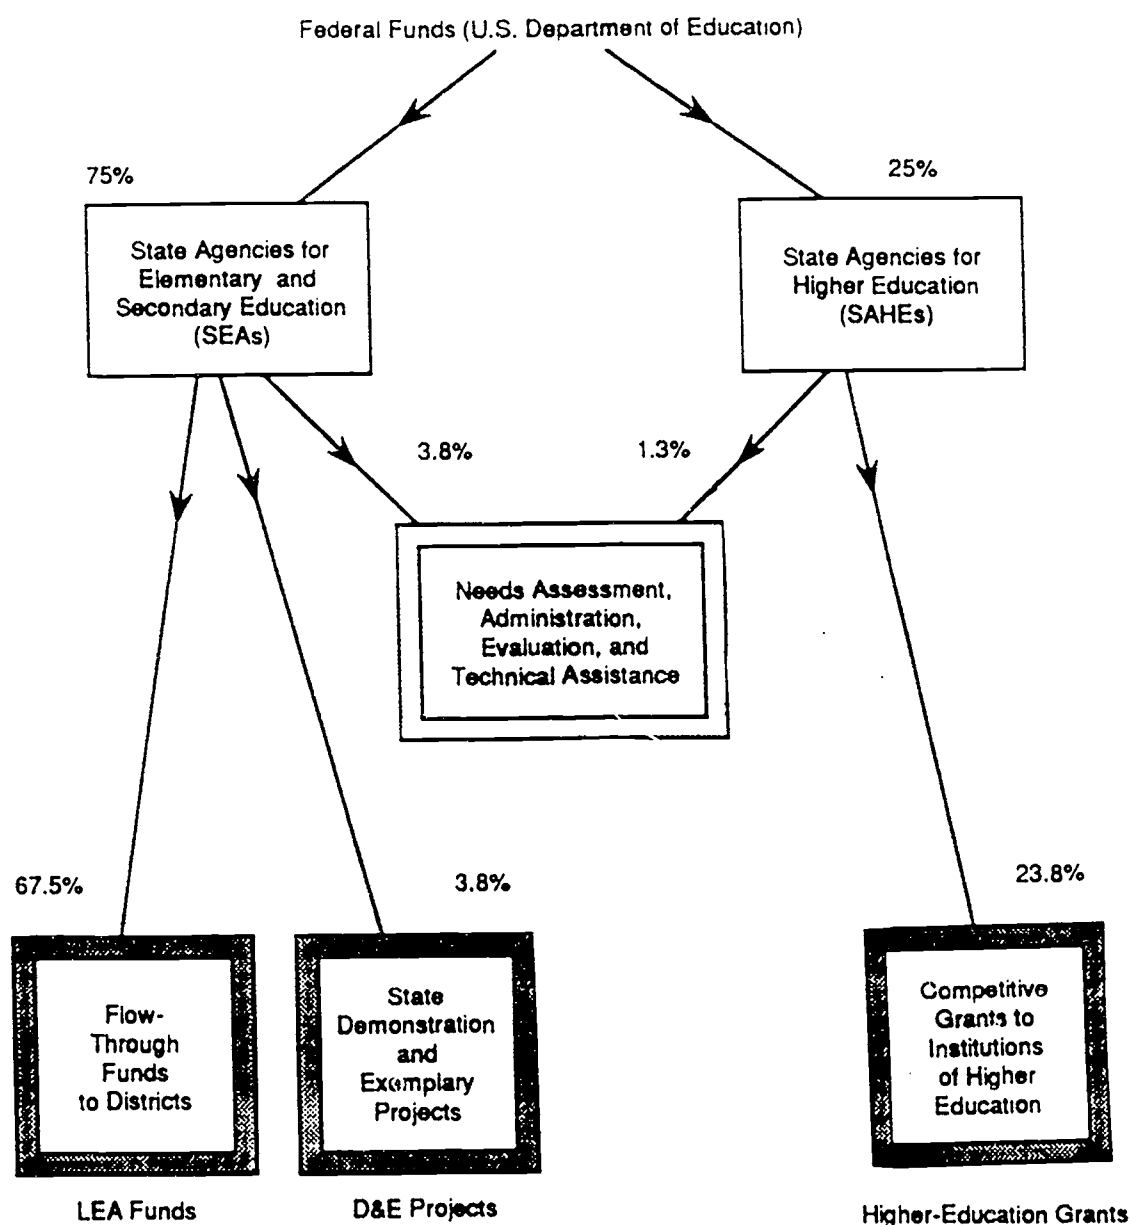 Federal Funds (U.S. Department of Education)
75%
25%
State Agencies for
Elementary and
Secondary Education
(SEAs)
State Agencies for
Higher Education
(SAHEs)
3.8%
1.3%
Needs Assessment,
Administration,
Evaluation, and
Technical Assistance
67.5%
3.8%
23.8%
Flow-
Through
Funds
to Districts
State
Demonstration
and
Exemplary
Projects
Competitive
Grants to
Institutions
of Higher
Education
LEA Funds
D&E Projects
Higher-Education Grants